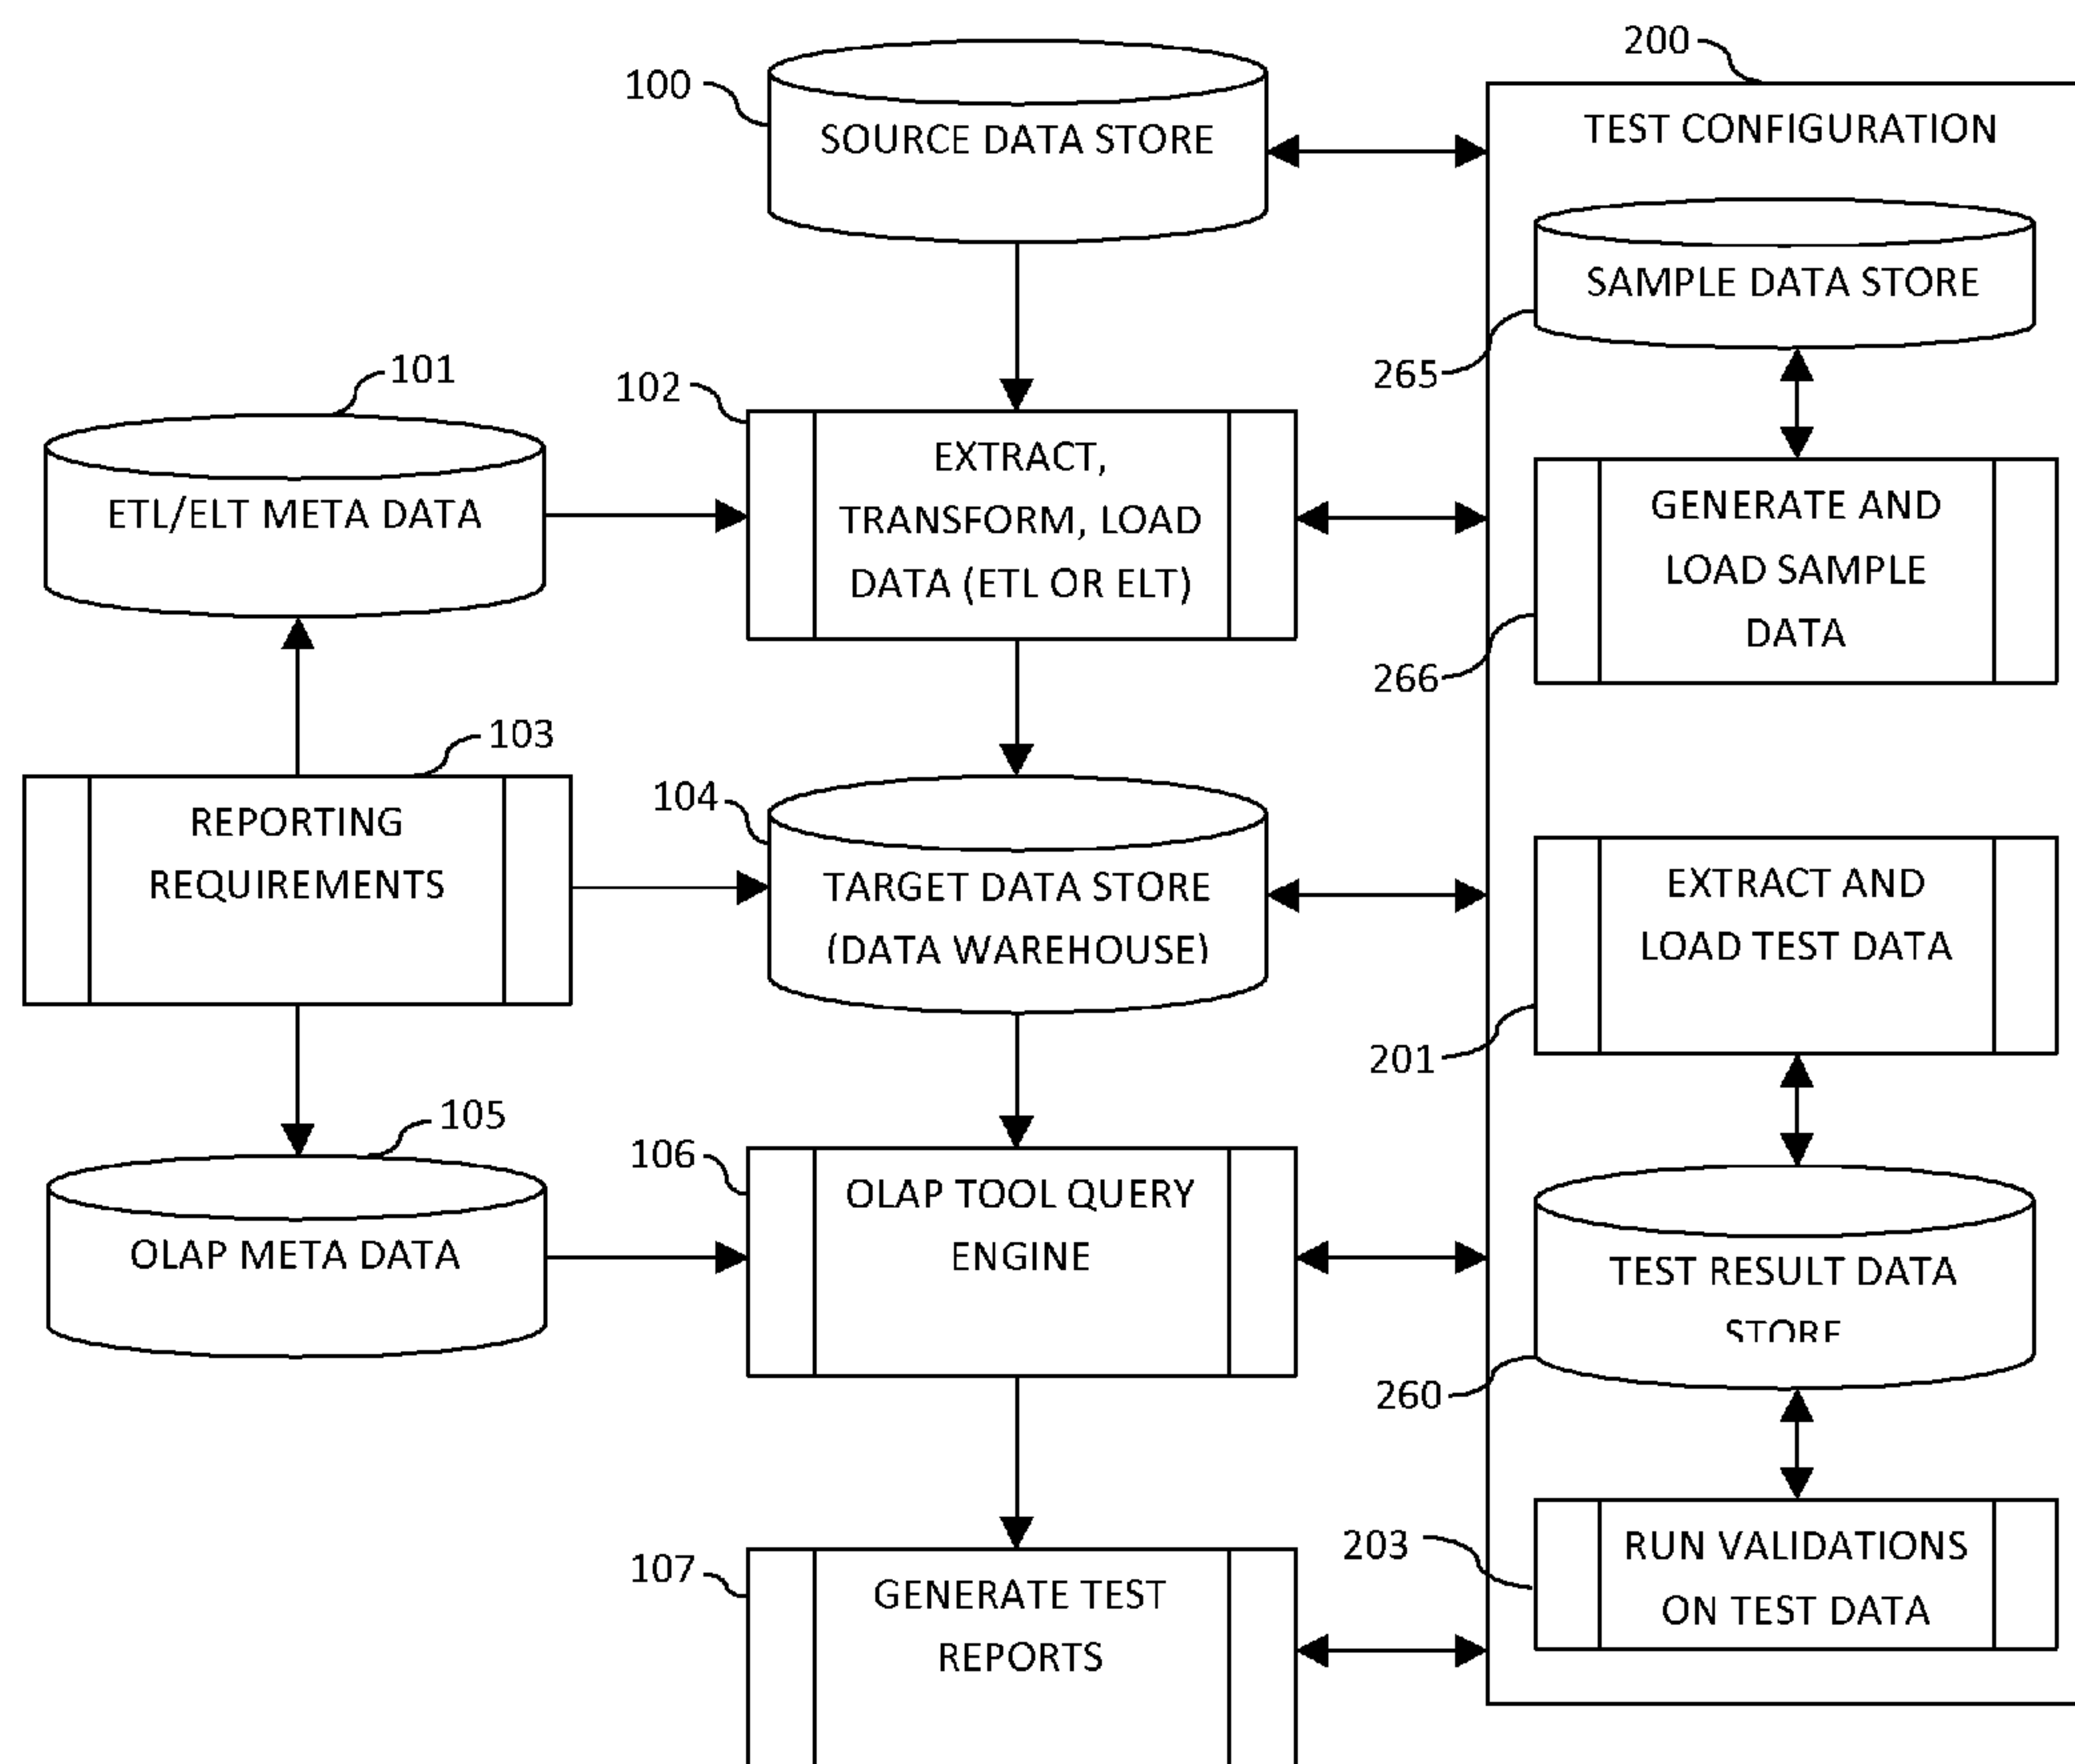 200
100
SOURCE DATA STORE
TEST CONFIGURATION
SAMPLE DATA STORE
265
101
102
ETL/ELT META DATA
EXTRACT,
TRANSFORM, LOAD
DATA (ETL OR ELT)
GENERATE AND
LOAD SAMPLE
DATA
266
103
REPORTING
REQUIREMENTS
104
TARGET DATA STORE
(DATA WAREHOUSE)
EXTRACT AND
LOAD TEST DATA
201
105
OLAP META DATA
106
OLAP TOOL QUERY
ENGINE
TEST RESULT DATA
STORE
260
107
GENERATE TEST
REPORTS
203
RUN VALIDATIONS
ON TEST DATA